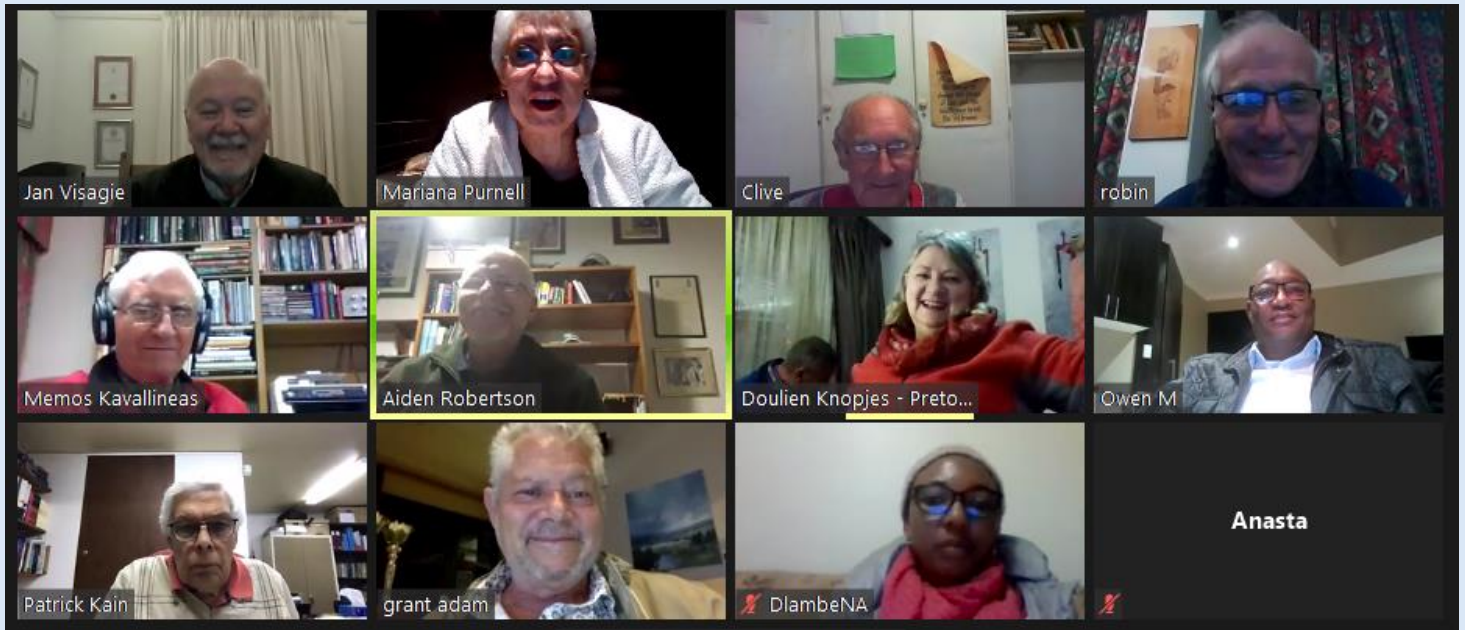 Jan Visagie
Mariana Purnell
Clive
robin
Memos Kavallineas
Aiden Robertson
Doulien Knopjes - Preto...
Owen M
Patrick Kain
grant adam
DlambeNA
Anasta